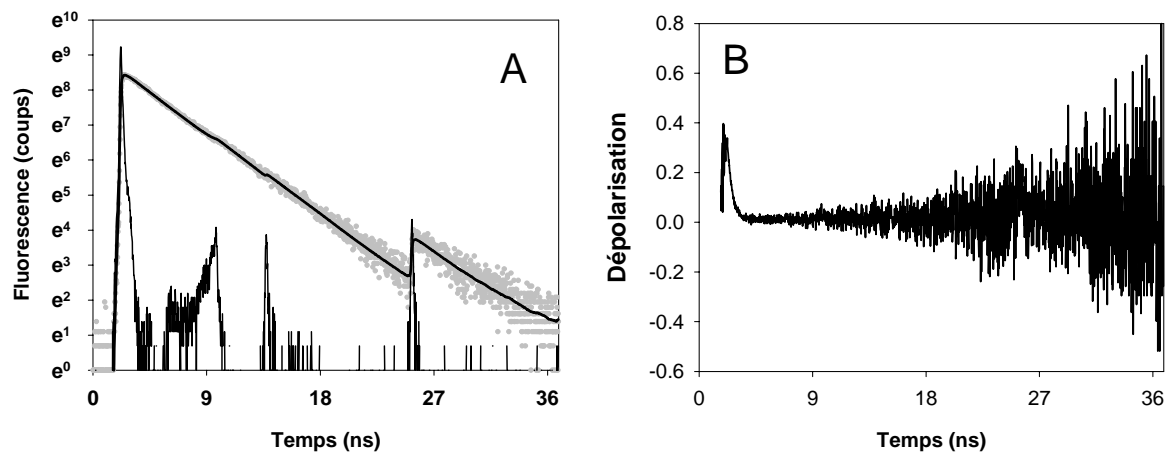 A
Fluorescence (coups)
e10
e9
e8
e7
e6
e5
e4
e3
e2
e1
e0
0 9 18 27 36
Temps (ns)
B
Dépolarisation
0.8
0.6
0.4
0.2
0.0
-0.2
-0.4
-0.6
0 9 18 27 36
Temps (ns)